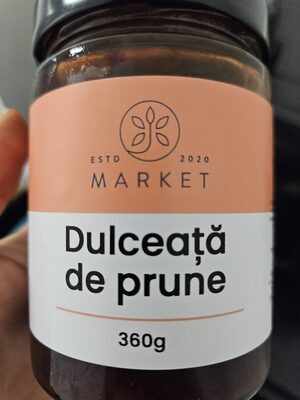 ESTD 2020
MARKET
Dulceață
de prune
360g